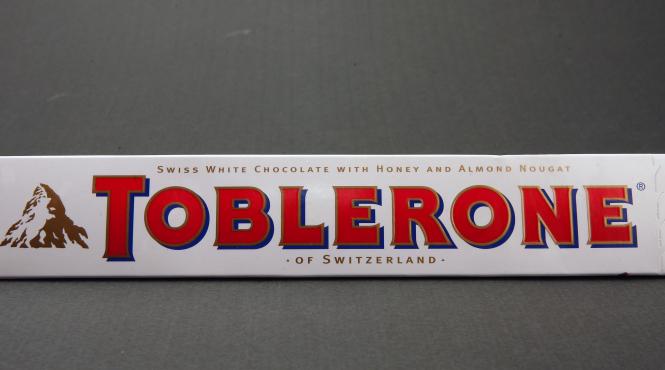 Swiss White Chocolate with Honey and Almond Nougat
TOBLERONE®
· OF SWITZERLAND ·